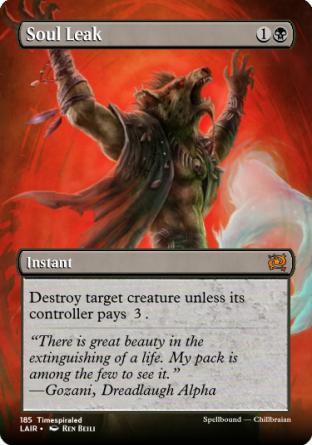 Soul Leak 1
Instant
Destroy target creature unless its
controller pays 3 .
“There is great beauty in the
extinguishing of a life. My pack is
among the few to see it.”
—Gozani, Dreadlaugh Alpha
185 Timespiraled
Spellbound — Chillbraian
LAIR • Ren Beili